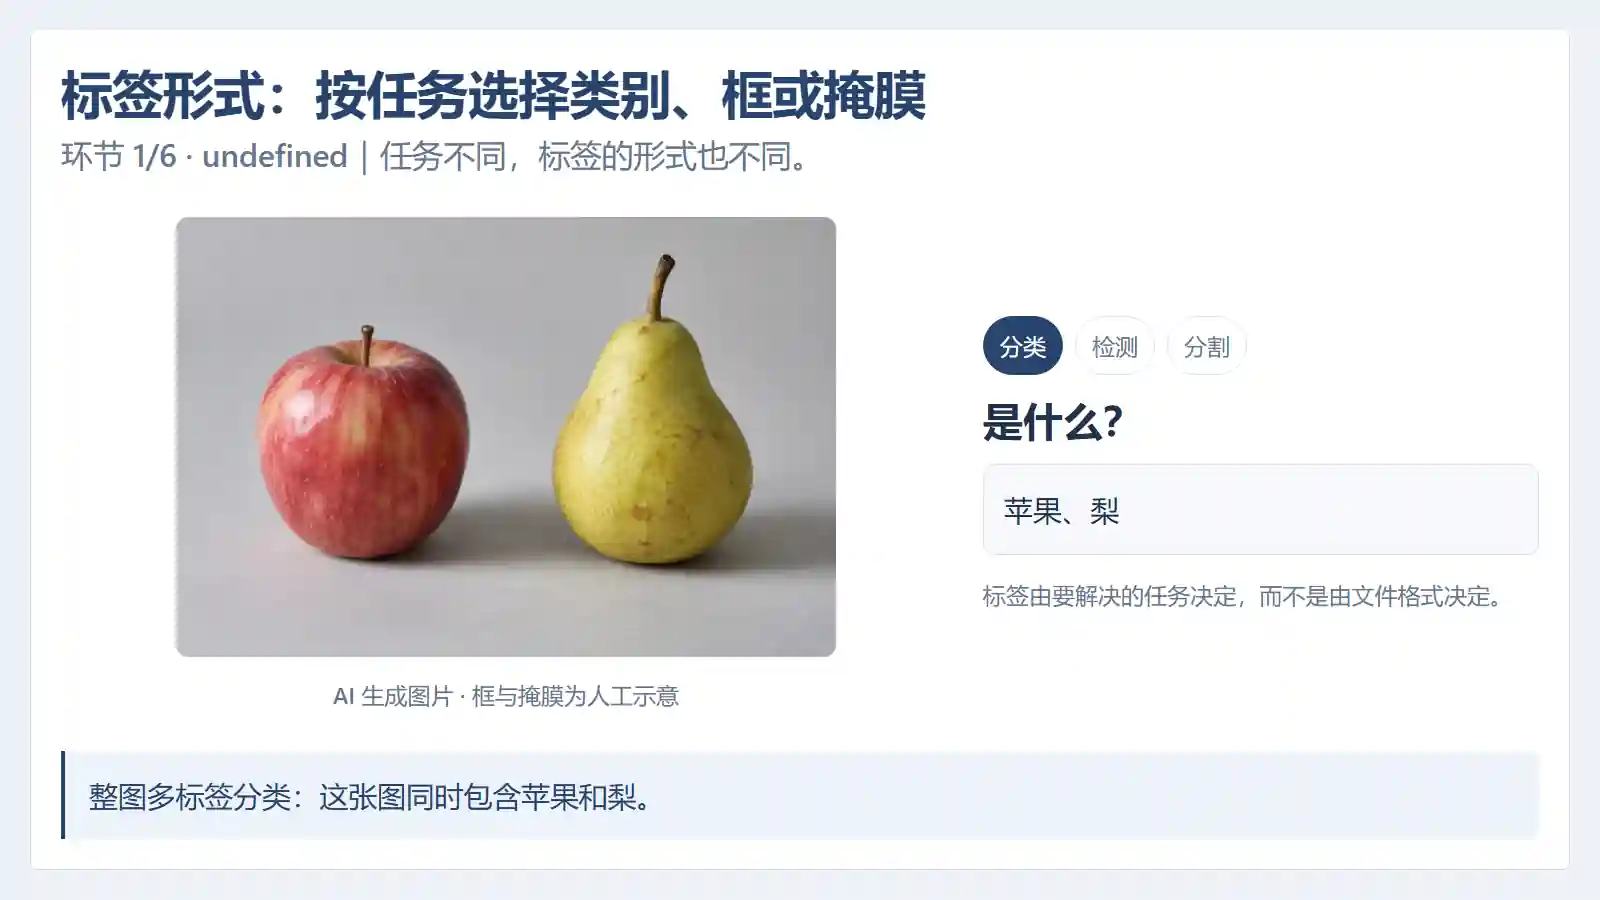 标签形式：按任务选择类别、框或掩膜
环节 1/6 · undefined | 任务不同，标签的形式也不同。
分类 检测 分割
是什么？
苹果、梨
标签由要解决的任务决定，而不是由文件格式决定。
AI 生成图片 · 框与掩膜为人工示意
整图多标签分类：这张图同时包含苹果和梨。